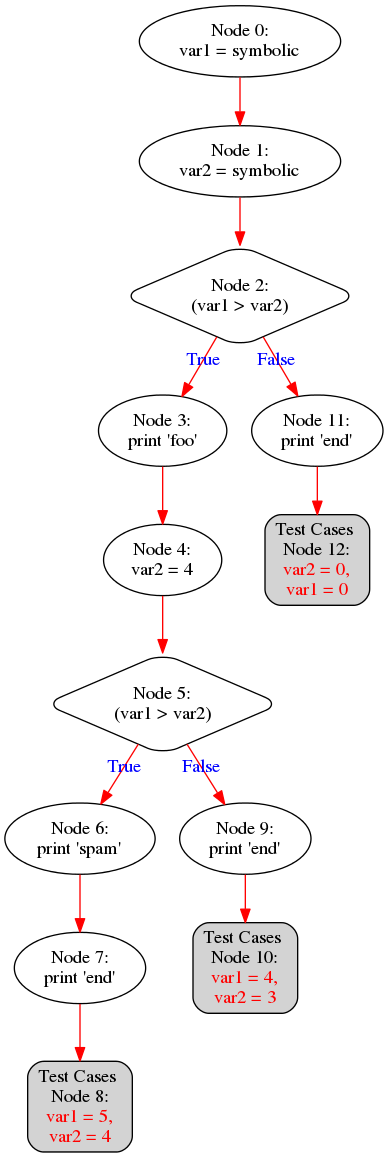 Node 0:
var1 = symbolic
Node 1:
var2 = symbolic
Node 2:
(var1 > var2)
True
False
Node 3:
print 'foo'
Node 11:
print 'end'
Node 4:
var2 = 4
Test Cases
Node 12:
var2 = 0,
var1 = 0
Node 5:
(var1 > var2)
True
False
Node 6:
print 'spam'
Node 9:
print 'end'
Node 7:
print 'end'
Test Cases
Node 10:
var1 = 4,
var2 = 3
Test Cases
Node 8:
var1 = 5,
var2 = 4